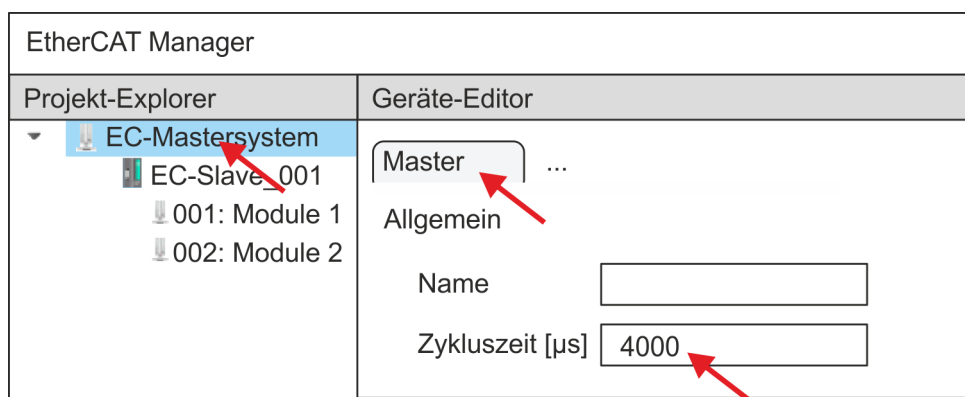 EtherCAT Manager
Projekt-Explorer
Geräte-Editor
EC-Mastersystem
EC-Slave_001
001: Module 1
002: Module 2
Master
...
Allgemein
Name
Zykluszeit [µs]
4000